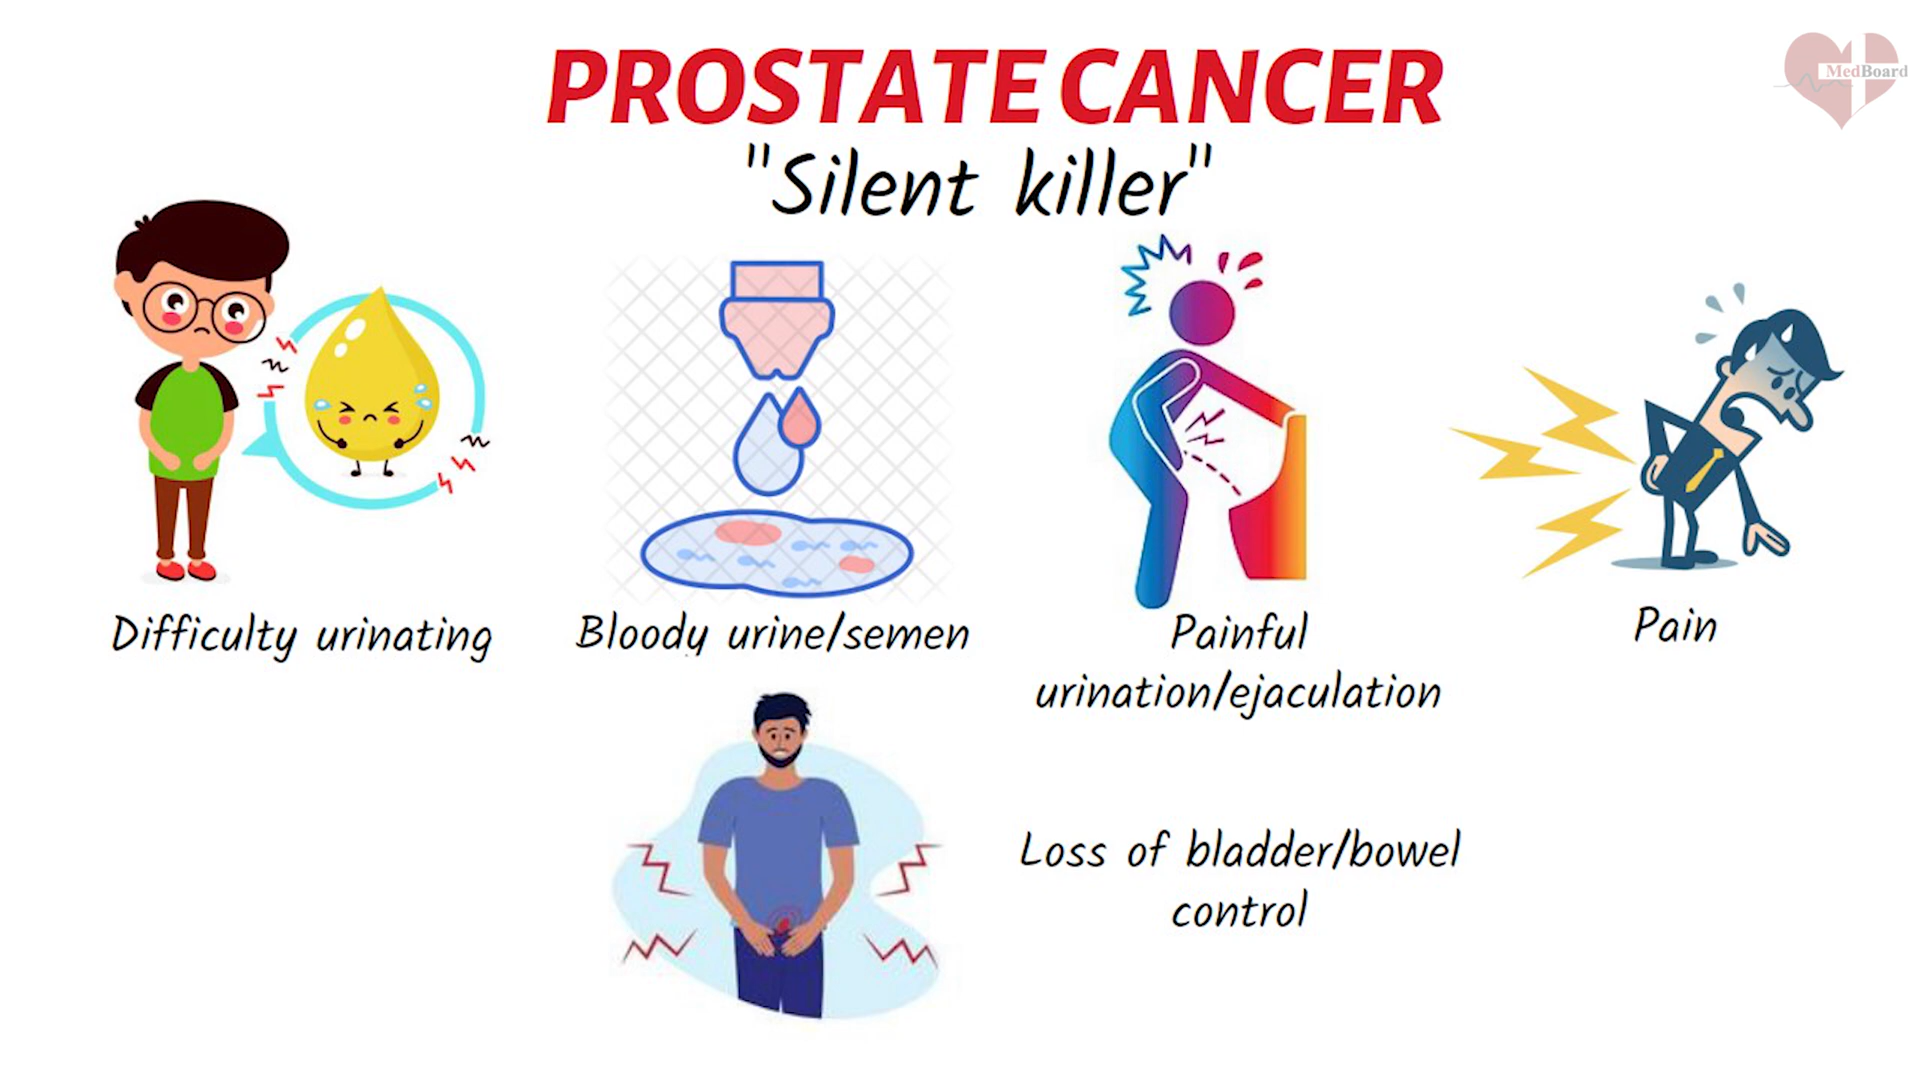 PROSTATE CANCER
"Silent killer"
MedBoard
Difficulty urinating
Bloody urine/semen
Painful
urination/ejaculation
Pain
Loss of bladder/bowel
control